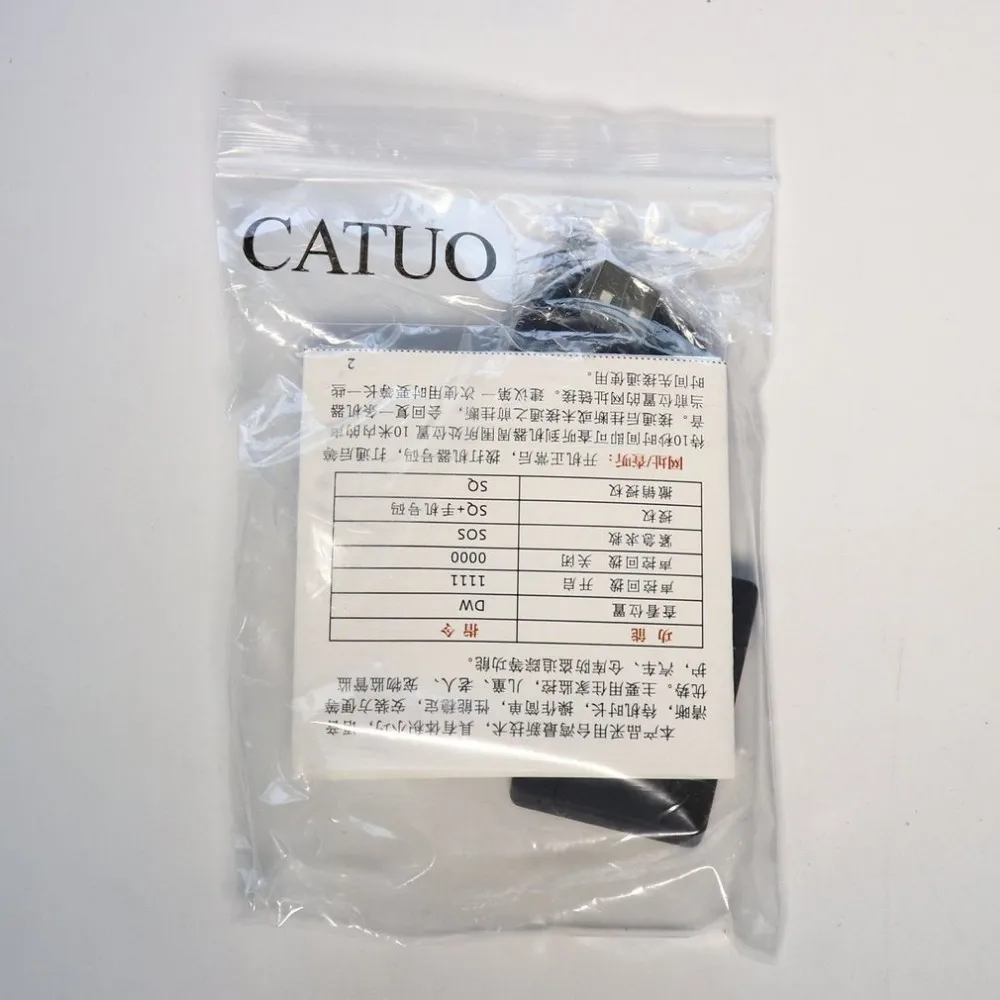 CATUO
本产品采用台湾最新技术，具有体积小巧，语音
清晰，待机时长，操作简单，性能稳定，安装方便等
优势。主要用住家监控，儿童、老人、宠物监管监
护，汽车、仓库防盗追踪等功能。
功 能 指 令
查看位置 DW
声控回拨 开启 1111
声控回拨 关闭 0000
紧急求救 SOS
授权 SQ+手机号码
撤销授权 SQ
网址/查听：开机正常后，拨打机器号码，打通后等
待10秒时间即可查听到机器周围所处位置 10米内的声
音。接通后挂断或未接通之前挂断，会回复一条机器
当前位置的网址链接。建议第一次使用时要等长一些
时间先接通使用。
2